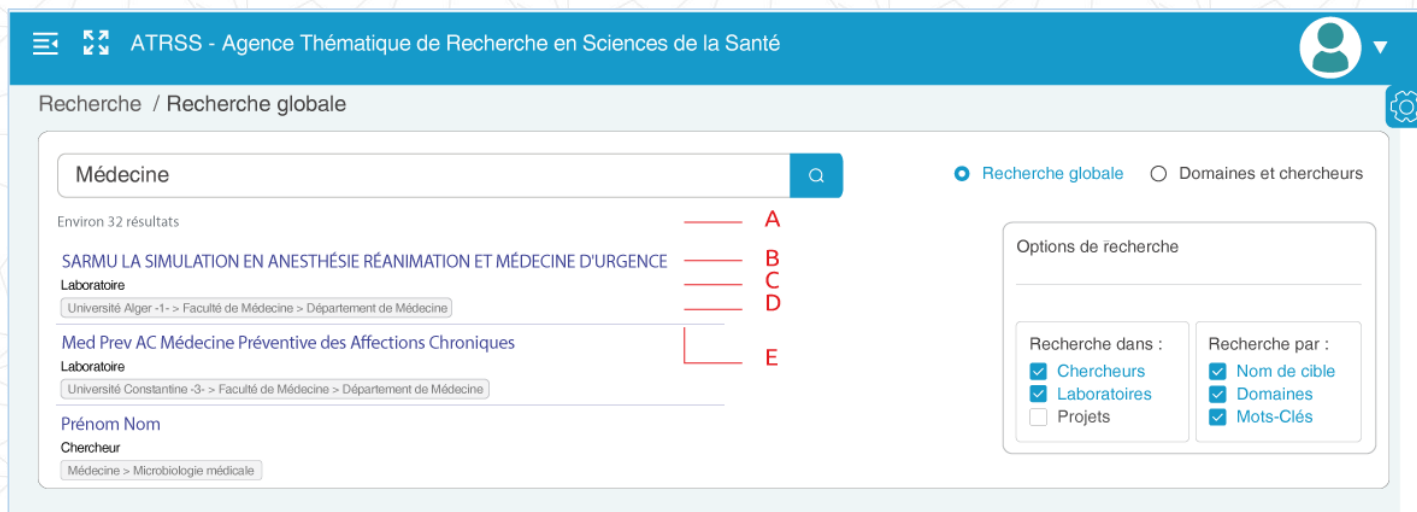 ATRSS - Agence Thématique de Recherche en Sciences de la Santé
Recherche / Recherche globale
Médecine
Recherche globale
Domaines et chercheurs
Environ 32 résultats
A
SARMU LA SIMULATION EN ANESTHÉSIE RÉANIMATION ET MÉDECINE D'URGENCE
B
Laboratoire
C
Université Alger -1- > Faculté de Médecine > Département de Médecine
D
Med Prev AC Médecine Préventive des Affections Chroniques
E
Laboratoire
Université Constantine -3- > Faculté de Médecine > Département de Médecine
Prénom Nom
Chercheur
Médecine > Microbiologie médicale
Options de recherche
Recherche dans :
Chercheurs
Laboratoires
Projets
Recherche par :
Nom de cible
Domaines
Mots-Clés